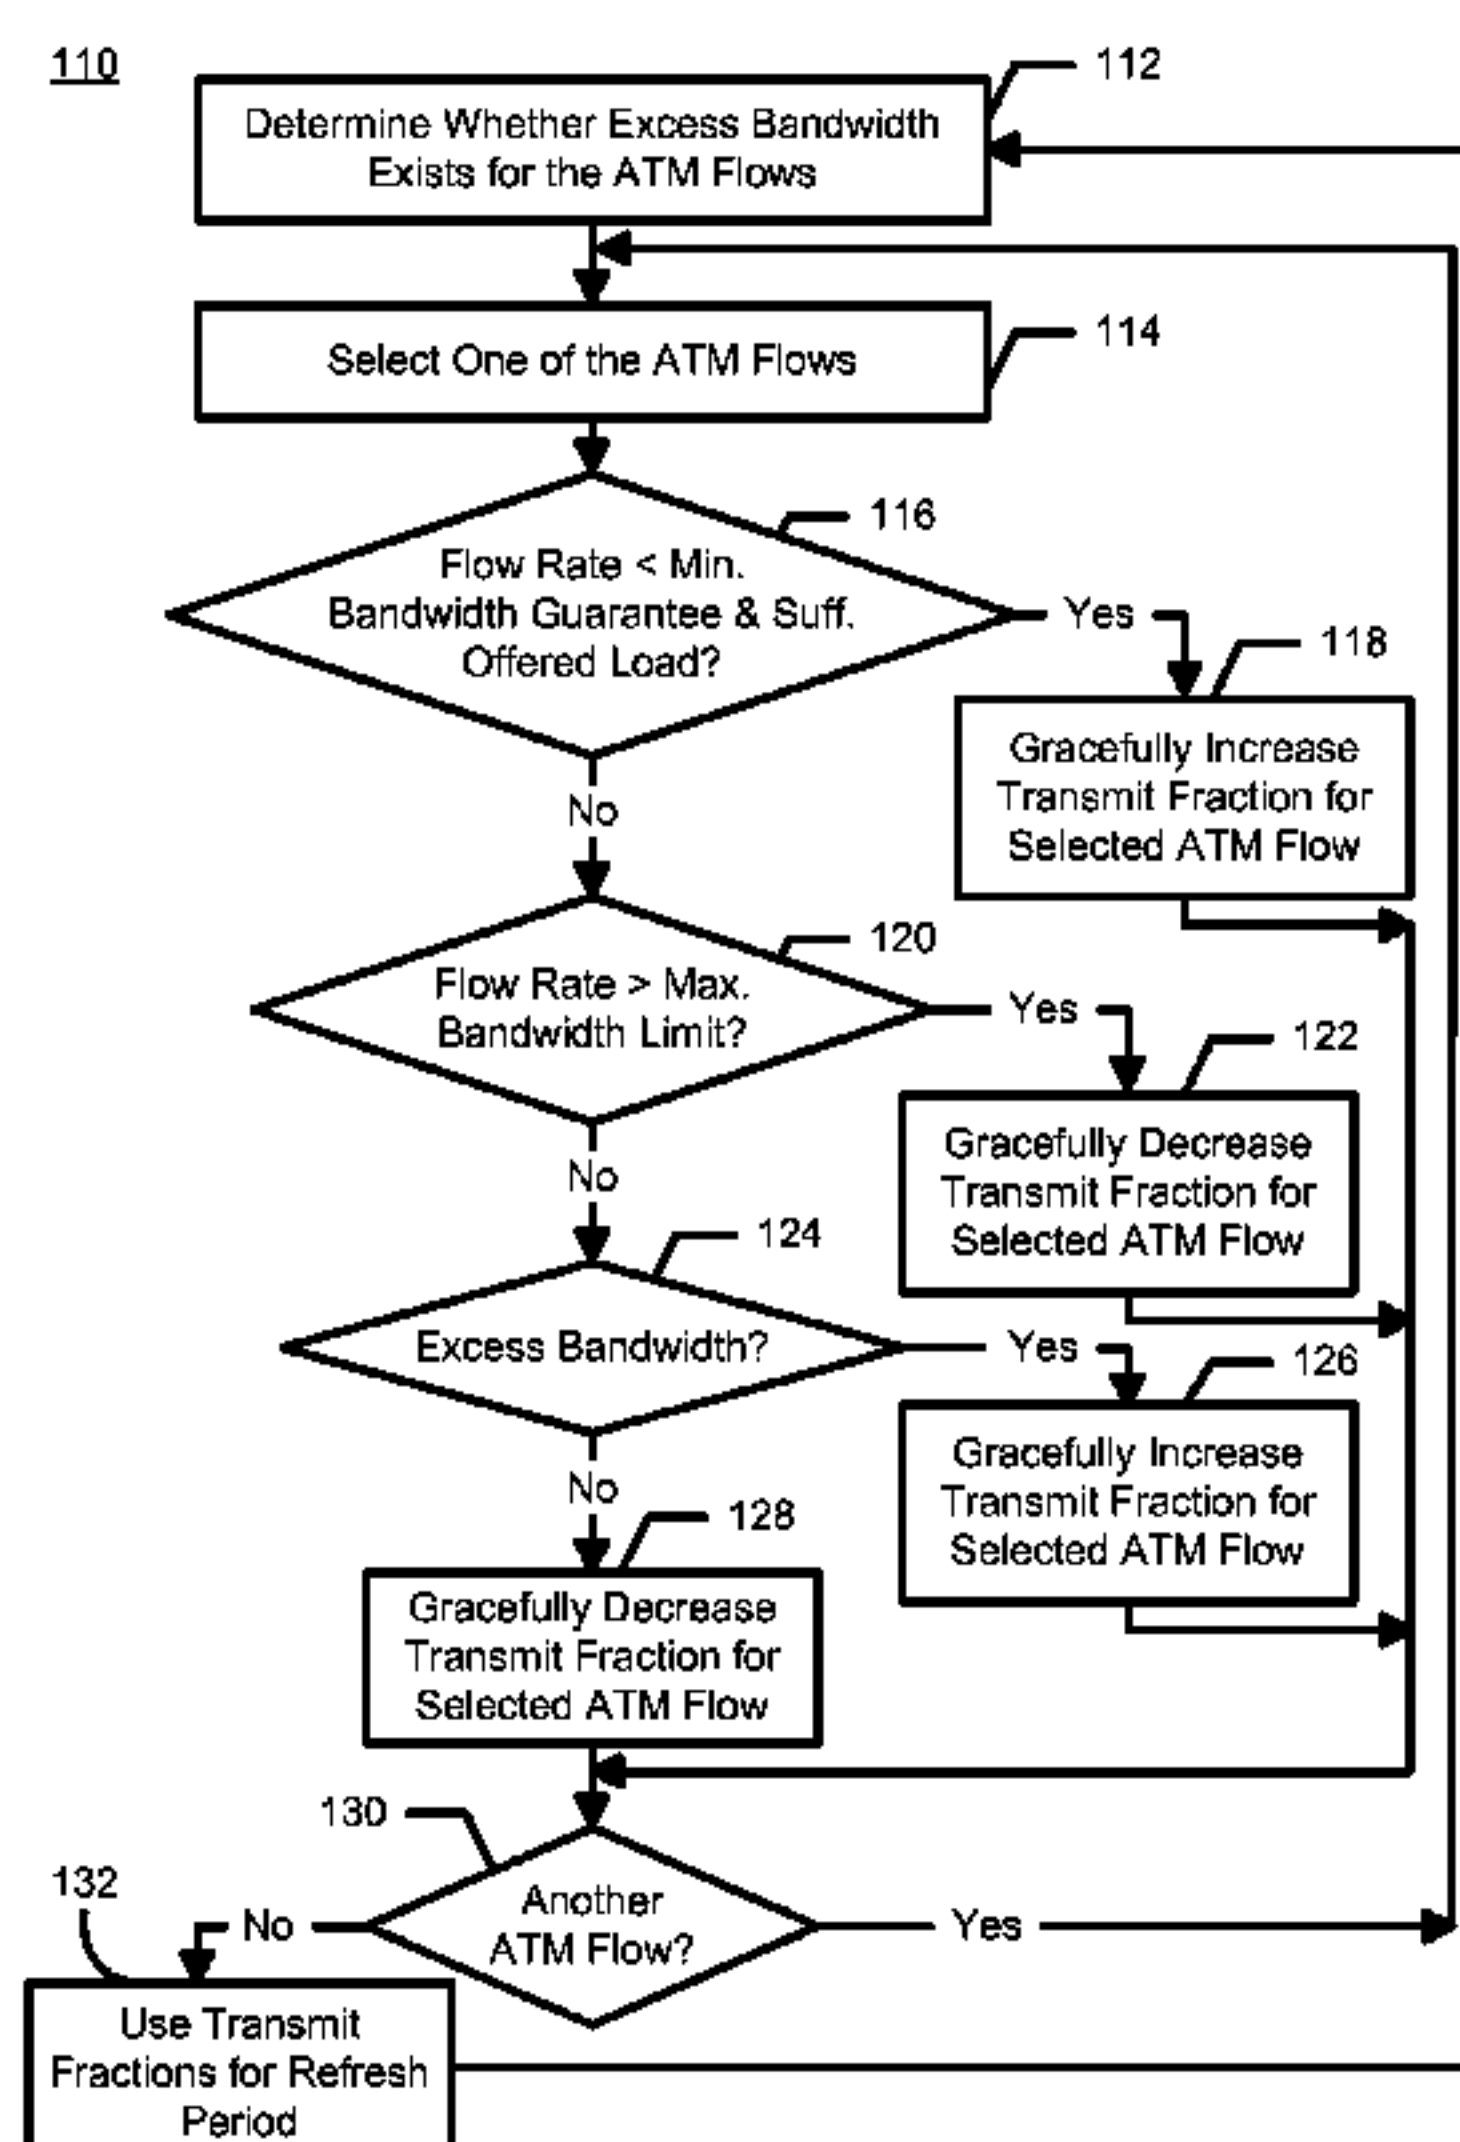 110
112
Determine Whether Excess Bandwidth
Exists for the ATM Flows
114
Select One of the ATM Flows
116
Flow Rate < Min.
Bandwidth Guarantee & Suff.
Offered Load?
Yes
118
Gracefully Increase
Transmit Fraction for
Selected ATM Flow
No
120
Flow Rate > Max.
Bandwidth Limit?
Yes
122
Gracefully Decrease
Transmit Fraction for
Selected ATM Flow
No
124
Excess Bandwidth?
Yes
126
Gracefully Increase
Transmit Fraction for
Selected ATM Flow
No
128
Gracefully Decrease
Transmit Fraction for
Selected ATM Flow
130
Another
ATM Flow?
Yes
No
132
Use Transmit
Fractions for Refresh
Period